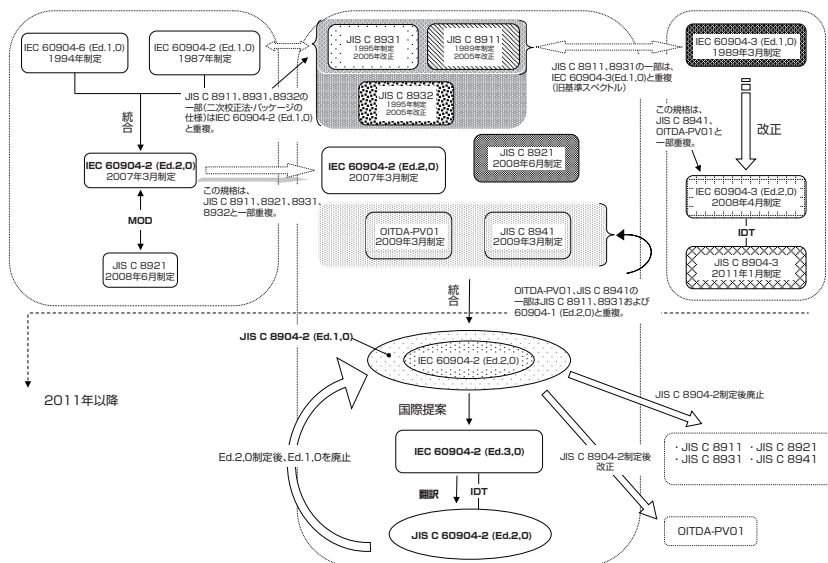 IEC 60904-6 (Ed.1,0)
1994年制定
IEC 60904-2 (Ed.1,0)
1987年制定
JIS C 8931
1995年制定
2005年改正
JIS C 8911
1989年制定
2005年改正
IEC 60904-3 (Ed.1,0)
1989年3月制定
JIS C 8911、8931の一部は、
IEC 60904-3(Ed.1,0)と重複
(旧基準スペクトル)
JIS C 8932
1995年制定
2005年改正
JIS C 8911、8931、8932の
一部(二次校正法・パッケージの
仕様)はIEC 60904-2 (Ed.1,0)
と重複。
統合
この規格は、
JIS C 8941、
OITDA-PV01と
一部重複。
改正
IEC 60904-2 (Ed.2,0)
2007年3月制定
IEC 60904-2 (Ed.2,0)
2007年3月制定
JIS C 8921
2008年6月制定
この規格は、
JIS C 8911、8921、8931、
8932と一部重複。
IEC 60904-3 (Ed.2,0)
2008年4月制定
MOD
IDT
OITDA-PV01
2009年3月制定
JIS C 8941
2009年3月制定
JIS C 8921
2008年6月制定
JIS C 8904-3
2011年1月制定
統合
OITDA-PV01、JIS C 8941の
一部はJIS C 8911、8931および
60904-1 (Ed.2,0)と重複。
JIS C 8904-2 (Ed.1,0)
IEC 60904-2 (Ed.2,0)
2011年以降
国際提案
JIS C 8904-2制定後廃止
Ed.2,0制定後、Ed.1,0を廃止
IEC 60904-2 (Ed.3,0)
JIS C 8904-2制定後
改正
・JIS C 8911 ・JIS C 8921
・JIS C 8931 ・JIS C 8941
翻訳
IDT
JIS C 60904-2 (Ed.2,0)
OITDA-PV01